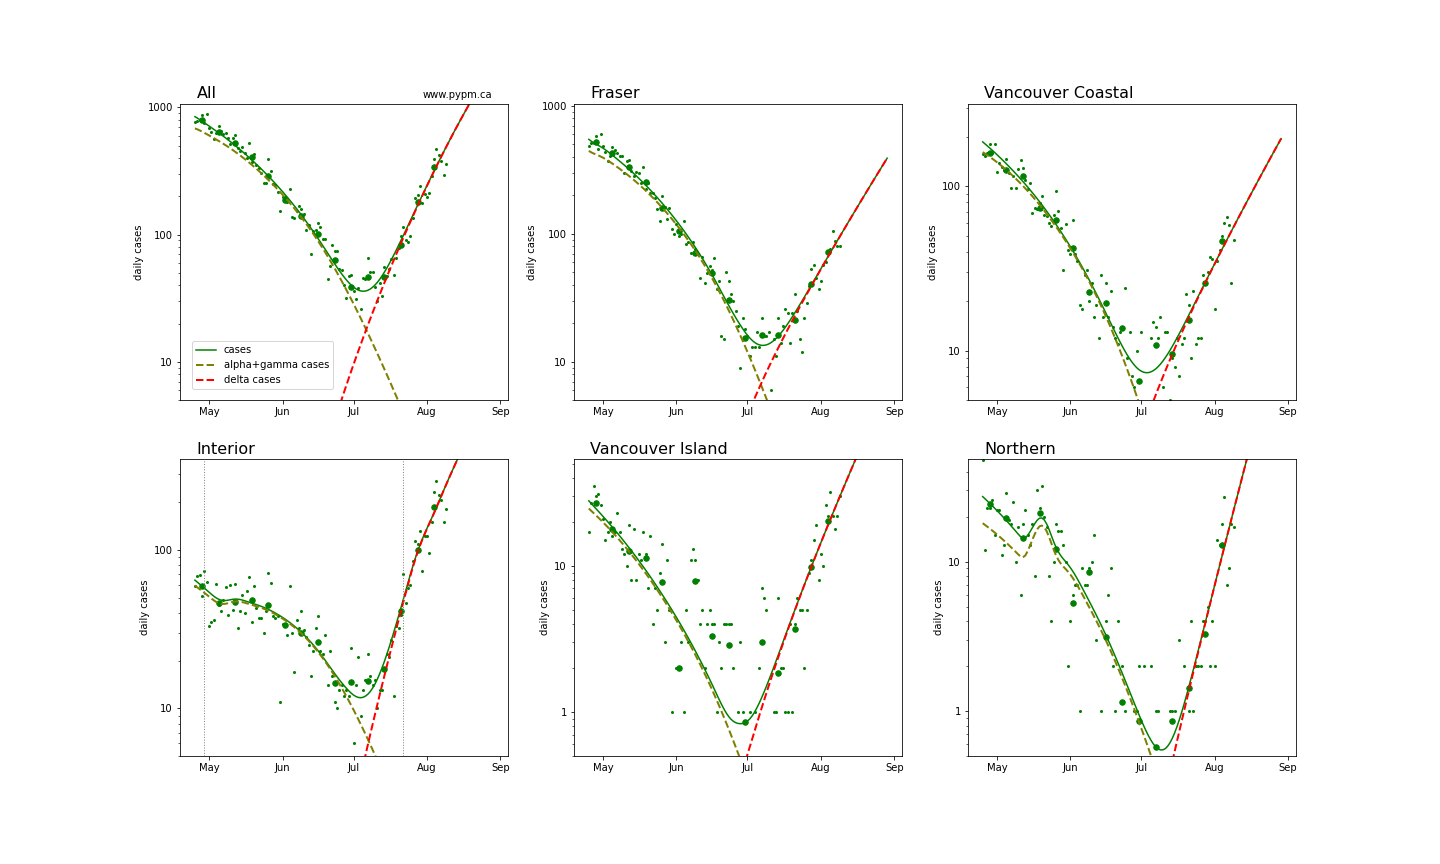 All
www.pypm.ca
1000
100
10
daily cases
cases
alpha+gamma cases
delta cases
May Jun Jul Aug Sep
Fraser
1000
100
10
daily cases
May Jun Jul Aug Sep
Vancouver Coastal
100
10
daily cases
May Jun Jul Aug Sep
Interior
100
10
daily cases
May Jun Jul Aug Sep
Vancouver Island
10
1
daily cases
May Jun Jul Aug Sep
Northern
10
1
daily cases
May Jun Jul Aug Sep